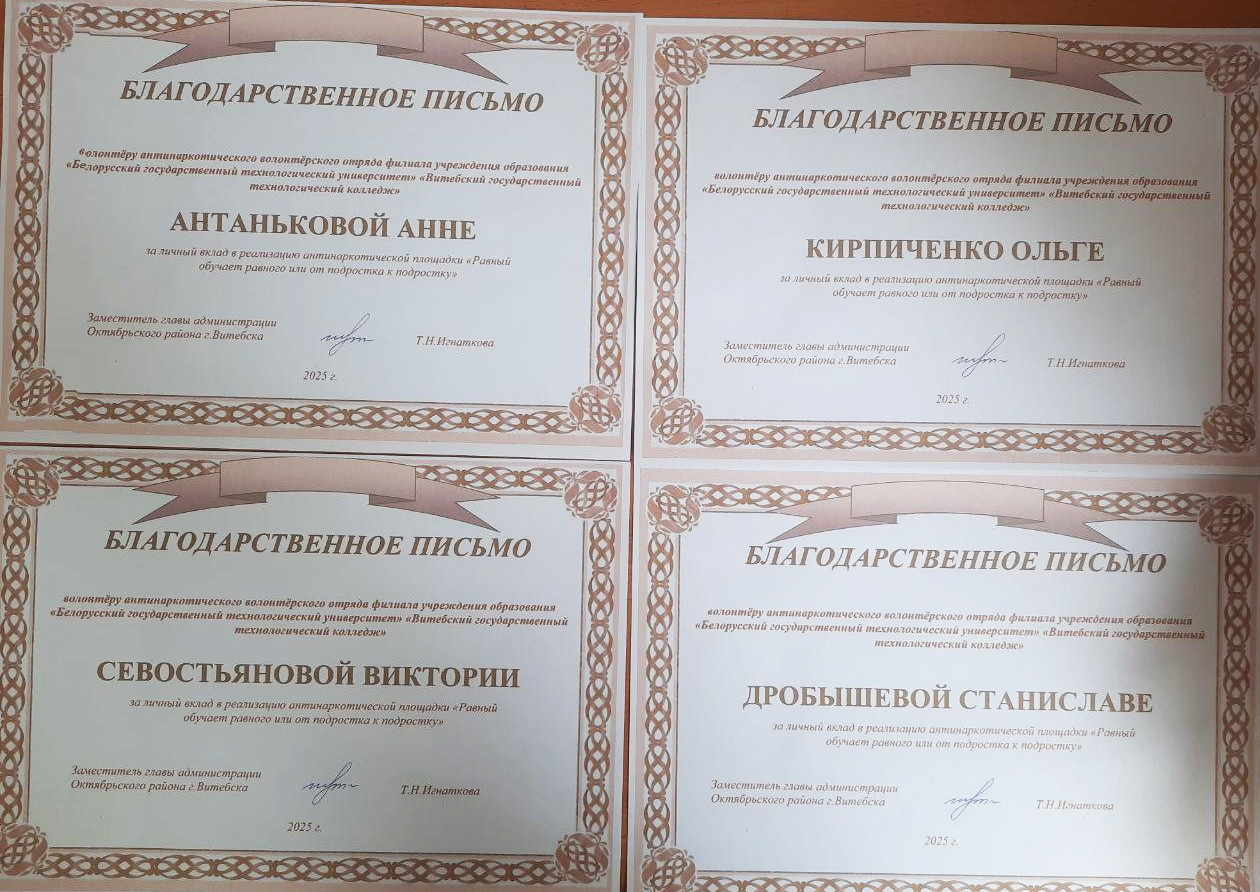 БЛАГОДАРСТВЕННОЕ ПИСЬМО
волонтёру антинаркотического волонтёрского отряда филиала учреждения образования
«Белорусский государственный технологический университет» «Витебский государственный
технологический колледж»
АНТАНЬКОВОЙ АННЕ
за личный вклад в реализацию антинаркотической площадки «Равный
обучает равного или от подростка к подростку»
Заместитель главы администрации
Октябрьского района г.Витебска
Т.Н.Игнаткова
2025 г.
БЛАГОДАРСТВЕННОЕ ПИСЬМО
волонтёру антинаркотического волонтёрского отряда филиала учреждения образования
«Белорусский государственный технологический университет» «Витебский государственный
технологический колледж»
КИРПИЧЕНКО ОЛЬГЕ
за личный вклад в реализацию антинаркотической площадки «Равный
обучает равного или от подростка к подростку»
Заместитель главы администрации
Октябрьского района г.Витебска
Т.Н.Игнаткова
2025 г.
БЛАГОДАРСТВЕННОЕ ПИСЬМО
волонтёру антинаркотического волонтёрского отряда филиала учреждения образования
«Белорусский государственный технологический университет» «Витебский государственный
технологический колледж»
СЕВОСТЬЯНОВОЙ ВИКТОРИИ
за личный вклад в реализацию антинаркотической площадки «Равный
обучает равного или от подростка к подростку»
Заместитель главы администрации
Октябрьского района г.Витебска
Т.Н.Игнаткова
2025 г.
БЛАГОДАРСТВЕННОЕ ПИСЬМО
волонтёру антинаркотического волонтёрского отряда филиала учреждения образования
«Белорусский государственный технологический университет» «Витебский государственный
технологический колледж»
ДРОБЫШЕВОЙ СТАНИСЛАВЕ
за личный вклад в реализацию антинаркотической площадки «Равный
обучает равного или от подростка к подростку»
Заместитель главы администрации
Октябрьского района г.Витебска
Т.Н.Игнаткова
2025 г.